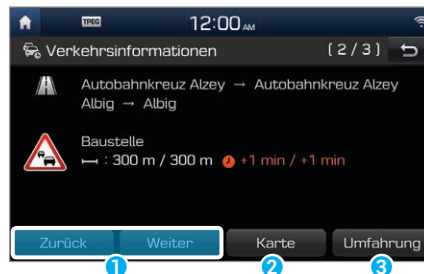 TPEG 12:00 AM
Verkehrsinformationen (2/3)
Autobahnkreuz Alzey → Autobahnkreuz Alzey
Albig → Albig
Baustelle
: 300 m / 300 m +1 min / +1 min
Zurück Weiter Karte Umfahrung
1 2 3